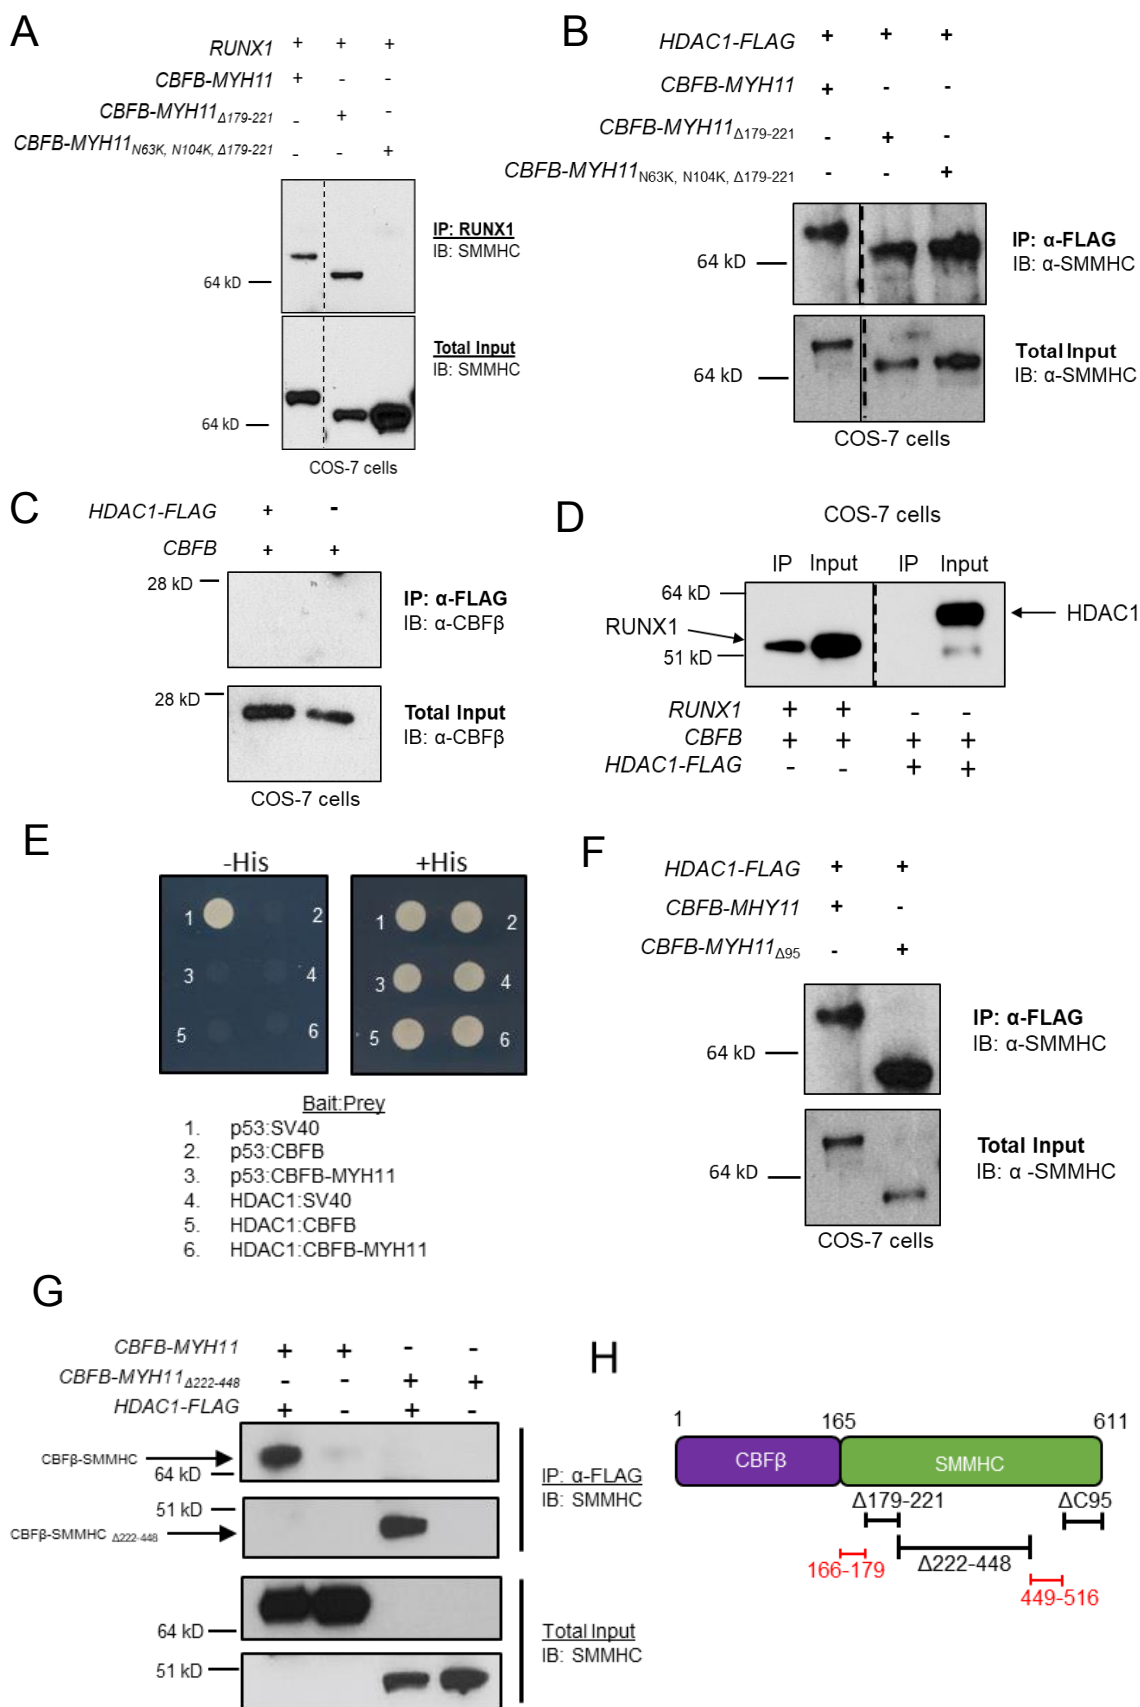 A
RUNX1 + + +
CBFB-MYH11 + - -
CBFB-MYH11Δ179-221 - + -
CBFB-MYH11N63K, N104K, Δ179-221 - - +
IP: RUNX1
IB: SMMHC
64 kD
Total Input
IB: SMMHC
64 kD
COS-7 cells
B
HDAC1-FLAG + + +
CBFB-MYH11 + - -
CBFB-MYH11Δ179-221 - + -
CBFB-MYH11N63K, N104K, Δ179-221 - - +
IP: α-FLAG
IB: α-SMMHC
64 kD
Total Input
IB: α-SMMHC
64 kD
COS-7 cells
C
HDAC1-FLAG + -
CBFB + +
28 kD
IP: α-FLAG
IB: α-CBFβ
28 kD
Total Input
IB: α-CBFβ
COS-7 cells
D
COS-7 cells
IP Input IP Input
64 kD
HDAC1
RUNX1
51 kD
RUNX1 + + - -
CBFB + + + +
HDAC1-FLAG - - + +
E
-His +His
1 2 1 2
3 4 3 4
5 6 5 6
Bait:Prey
1. p53:SV40
2. p53:CBFB
3. p53:CBFB-MYH11
4. HDAC1:SV40
5. HDAC1:CBFB
6. HDAC1:CBFB-MYH11
F
HDAC1-FLAG + +
CBFB-MHY11 + -
CBFB-MYH11Δ95 - +
IP: α-FLAG
IB: α-SMMHC
64 kD
Total Input
IB: α -SMMHC
64 kD
COS-7 cells
G
CBFB-MYH11 + + - -
CBFB-MYH11Δ222-448 - - + +
HDAC1-FLAG + - + -
CBFβ-SMMHC
64 kD
IP: α-FLAG
IB: SMMHC
51 kD
CBFβ-SMMHC Δ222-448
64 kD
Total Input
IB: SMMHC
51 kD
H
1 165 611
CBFβ SMMHC
Δ179-221 ΔC95
166-179 Δ222-448
449-516